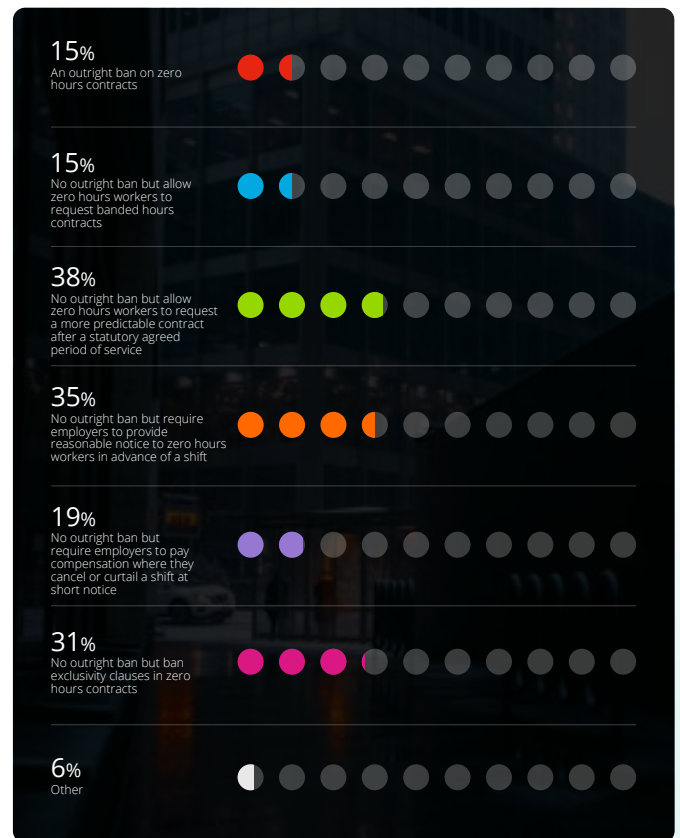 15%
An outright ban on zero
hours contracts
15%
No outright ban but allow
zero hours workers to
request banded hours
contracts
38%
No outright ban but allow
zero hours workers to request
a more predictable contract
after a statutory agreed
period of service
35%
No outright ban but require
employers to provide
reasonable notice to zero hours
workers in advance of a shift
19%
No outright ban but
require employers to pay
compensation where they
cancel or curtail a shift at
short notice
31%
No outright ban but ban
exclusivity clauses in zero
hours contracts
6%
Other